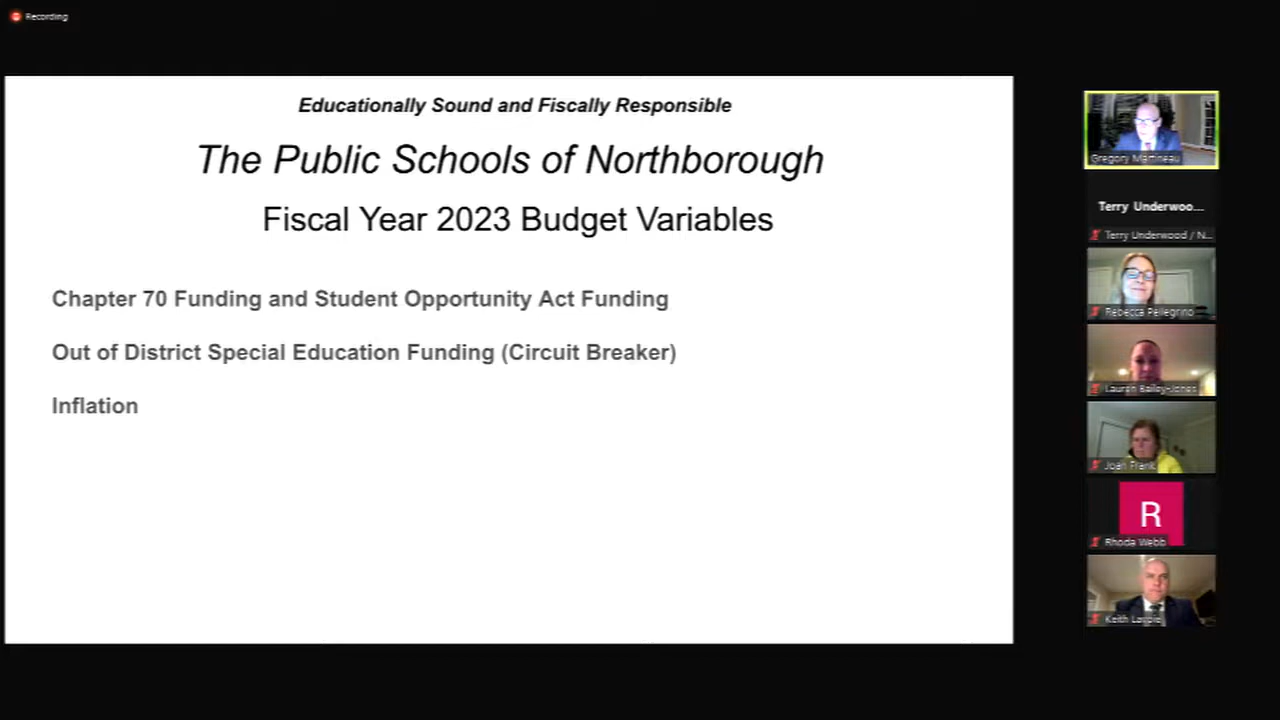 Recording
Educationally Sound and Fiscally Responsible
The Public Schools of Northborough
Fiscal Year 2023 Budget Variables
Chapter 70 Funding and Student Opportunity Act Funding
Out of District Special Education Funding (Circuit Breaker)
Inflation
Gregory Martineau
Terry Underwoo...
Terry Underwood / N...
Rebecca Pellegrino
Lauren Bailey-Jones
Joan Frank
R
Rhoda Webb
Keith